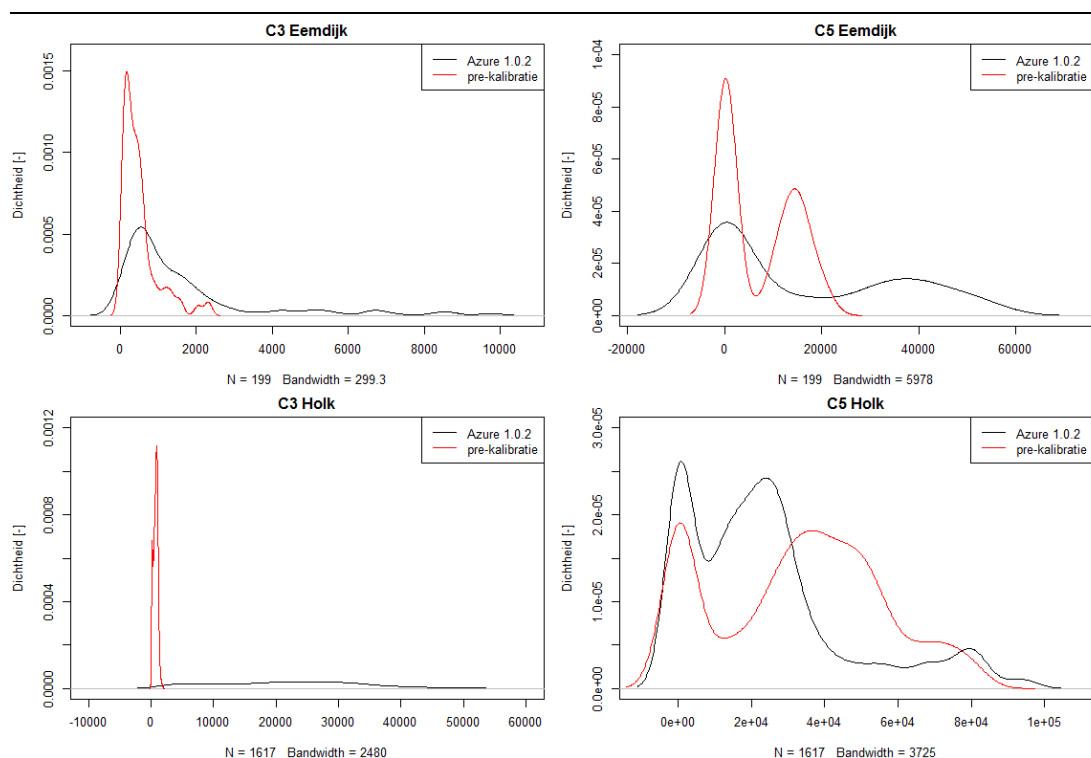 C3 Eemdijk
Dichtheid [-]
0.0000 0.0005 0.0010 0.0015
Azure 1.0.2
pre-kalibratie
0 2000 4000 6000 8000 10000
N = 199 Bandwidth = 299.3
C5 Eemdijk
Dichtheid [-]
0e+00 2e-05 4e-05 6e-05 8e-05 1e-04
Azure 1.0.2
pre-kalibratie
-20000 0 20000 40000 60000
N = 199 Bandwidth = 5978
C3 Holk
Dichtheid [-]
0.0000 0.0004 0.0008 0.0012
Azure 1.0.2
pre-kalibratie
-10000 0 10000 20000 30000 40000 50000 60000
N = 1617 Bandwidth = 2480
C5 Holk
Dichtheid [-]
0.0e+00 1.0e-05 2.0e-05 3.0e-05
Azure 1.0.2
pre-kalibratie
0e+00 2e+04 4e+04 6e+04 8e+04 1e+05
N = 1617 Bandwidth = 3725